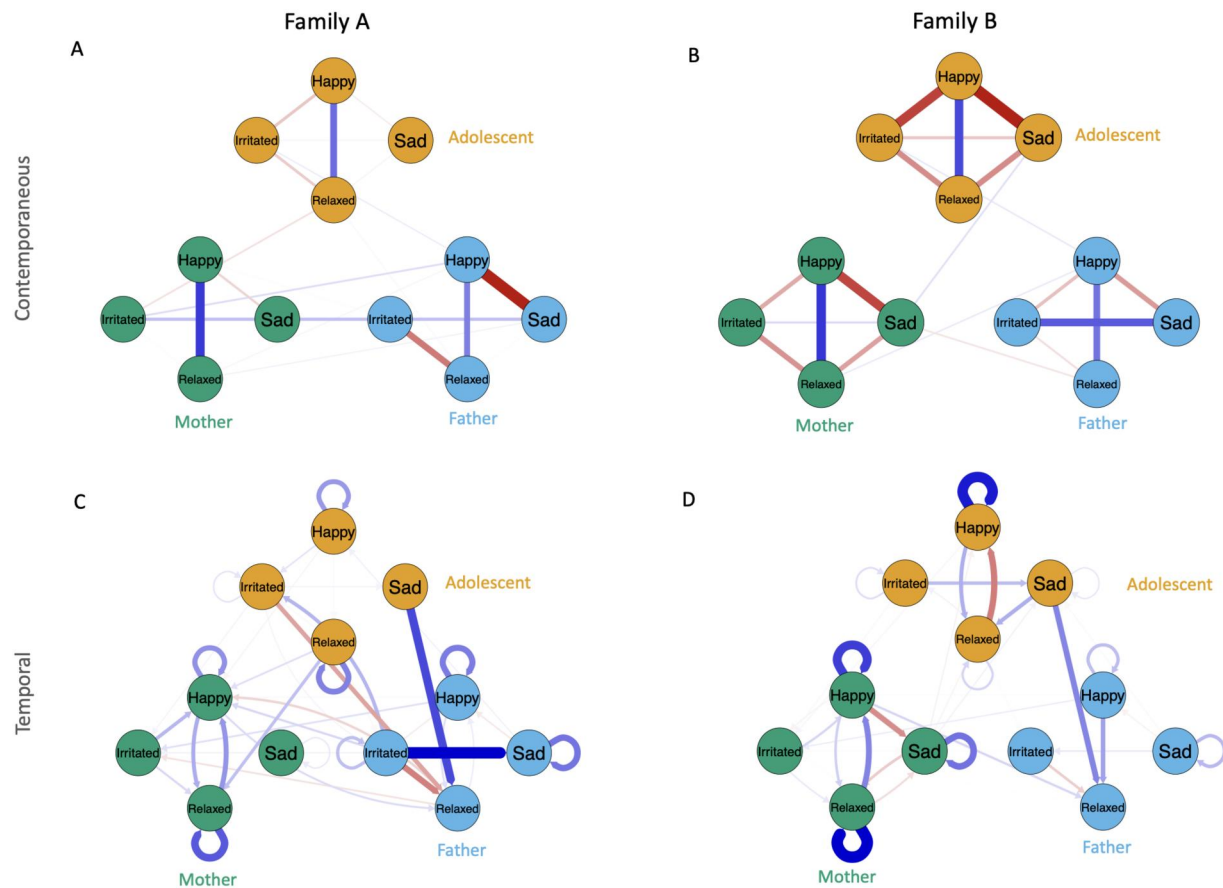 Family A
Family B
A
B
Contemporaneous
Happy
Irritated
Sad
Adolescent
Relaxed
Happy
Irritated
Sad
Relaxed
Mother
Happy
Irritated
Sad
Relaxed
Father
Happy
Irritated
Sad
Adolescent
Relaxed
Happy
Irritated
Sad
Relaxed
Mother
Happy
Irritated
Sad
Relaxed
Father
C
D
Temporal
Happy
Irritated
Sad
Adolescent
Relaxed
Happy
Irritated
Sad
Relaxed
Mother
Happy
Irritated
Sad
Relaxed
Father
Happy
Irritated
Sad
Adolescent
Relaxed
Happy
Irritated
Sad
Relaxed
Mother
Happy
Irritated
Sad
Relaxed
Father